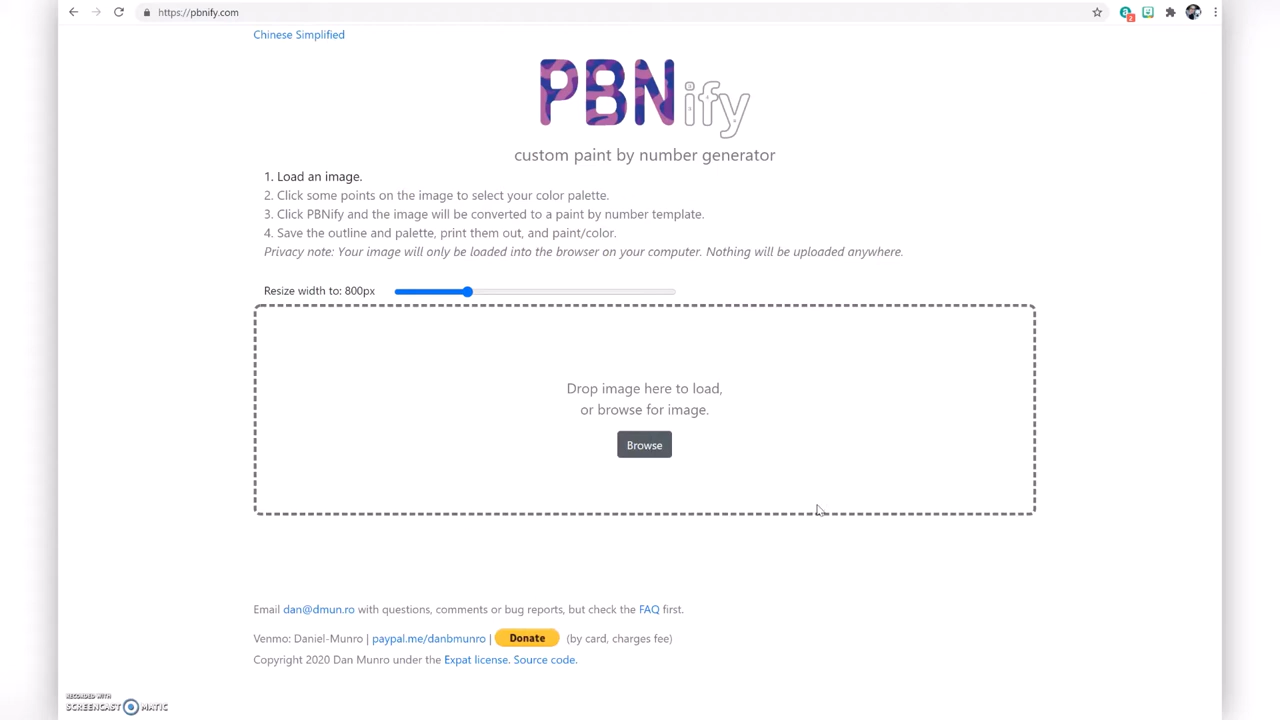 https://pbnify.com
2
Chinese Simplified
PBNify
custom paint by number generator
1. Load an image.
2. Click some points on the image to select your color palette.
3. Click PBNify and the image will be converted to a paint by number template.
4. Save the outline and palette, print them out, and paint/color.
Privacy note: Your image will only be loaded into the browser on your computer. Nothing will be uploaded anywhere.
Resize width to: 800px
Drop image here to load,
or browse for image.
Browse
Email dan@dmun.ro with questions, comments or bug reports, but check the FAQ first.
Venmo: Daniel-Munro | paypal.me/danbmunro | Donate (by card, charges fee)
Copyright 2020 Dan Munro under the Expat license. Source code.
RECORDED WITH
SCREENCAST MATIC